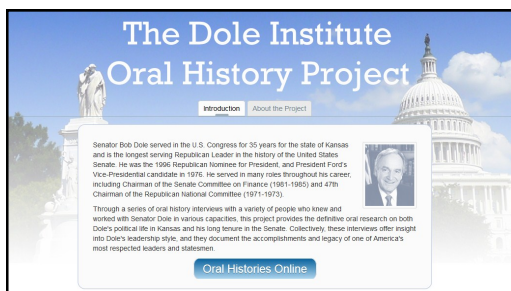 The Dole Institute
Oral History Project
Introduction About the Project
Senator Bob Dole served in the U.S. Congress for 35 years for the state of Kansas
and is the longest serving Republican Leader in the history of the United States
Senate. He was the 1996 Republican Nominee for President, and President Ford's
Vice-Presidential candidate in 1976. He served in many roles throughout his career,
including Chairman of the Senate Committee on Finance (1981-1985) and 47th
Chairman of the Republican National Committee (1971-1973).
Through a series of oral history interviews with a variety of people who knew and
worked with Senator Dole in various capacities, this project provides the definitive oral research on both
Dole's political life in Kansas and his long tenure in the Senate. Collectively, these interviews offer insight
into Dole's leadership style, and they document the accomplishments and legacy of one of America's
most respected leaders and statesmen.
Oral Histories Online